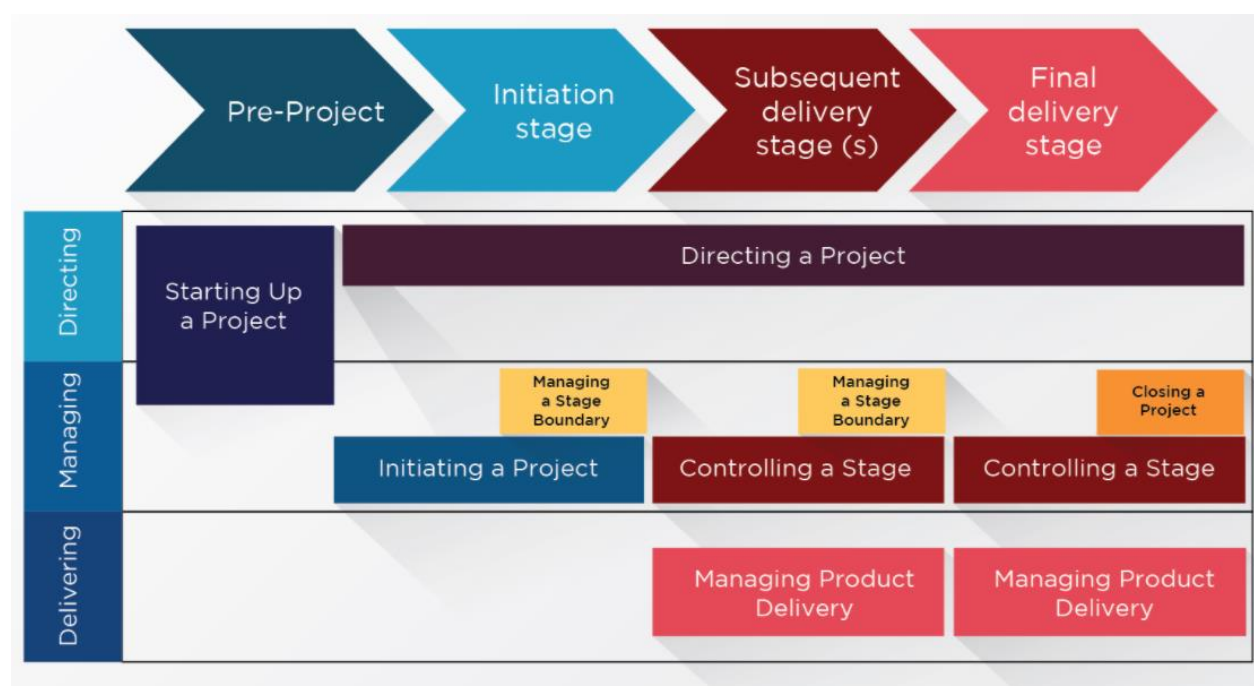 Pre-Project
Initiation
stage
Subsequent
delivery
stage (s)
Final
delivery
stage
Directing
Starting Up
a Project
Directing a Project
Managing
Managing
a Stage
Boundary
Managing
a Stage
Boundary
Closing a
Project
Initiating a Project
Controlling a Stage
Controlling a Stage
Delivering
Managing Product
Delivery
Managing Product
Delivery